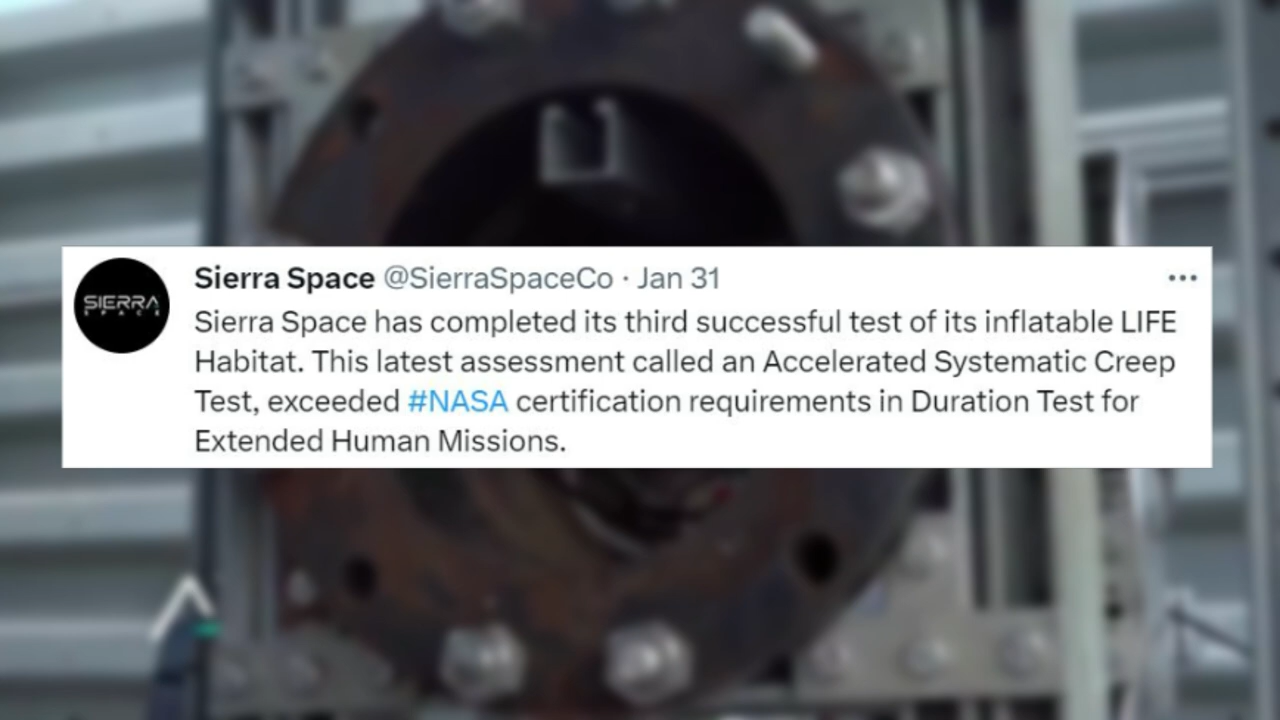 SIERRA
SPACE
Sierra Space @SierraSpaceCo · Jan 31
Sierra Space has completed its third successful test of its inflatable LIFE
Habitat. This latest assessment called an Accelerated Systematic Creep
Test, exceeded #NASA certification requirements in Duration Test for
Extended Human Missions.